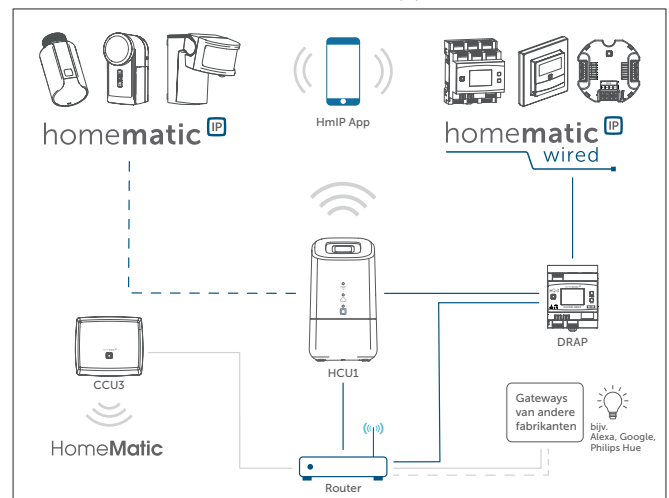 HmIP App
homematic IP
homematic IP
wired
DRAP
HCU1
CCU3
HomeMatic
Gateways
van andere
fabrikanten
bijv.
Alexa, Google,
Philips Hue
Router